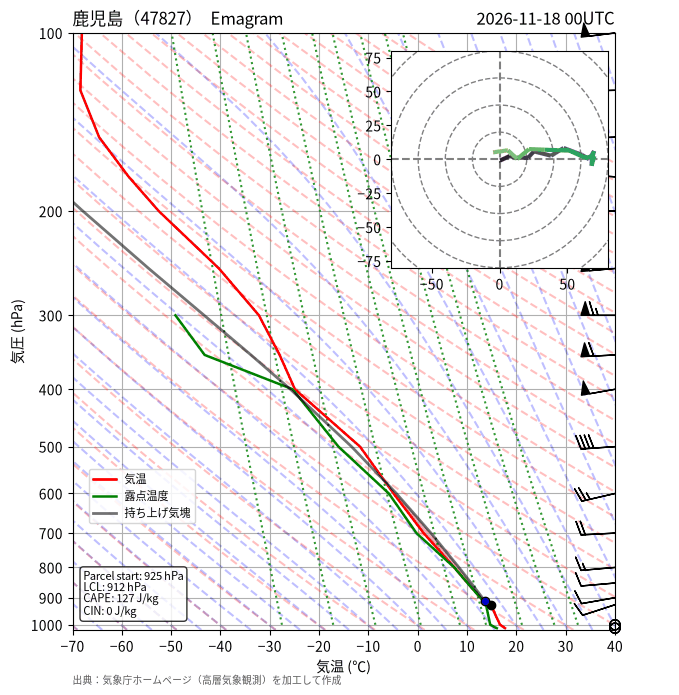 鹿児島（47827） Emagram
2026-11-18 00UTC
100
200
300
400
500
600
700
800
900
1000
気圧 (hPa)
75
50
25
0
−25
−50
−75
−50
0
50
気温
露点温度
持ち上げ気塊
Parcel start: 925 hPa
LCL: 912 hPa
CAPE: 127 J/kg
CIN: 0 J/kg
−70
−60
−50
−40
−30
−20
−10
0
10
20
30
40
気温 (℃)
出典：気象庁ホームページ（高層気象観測）を加工して作成